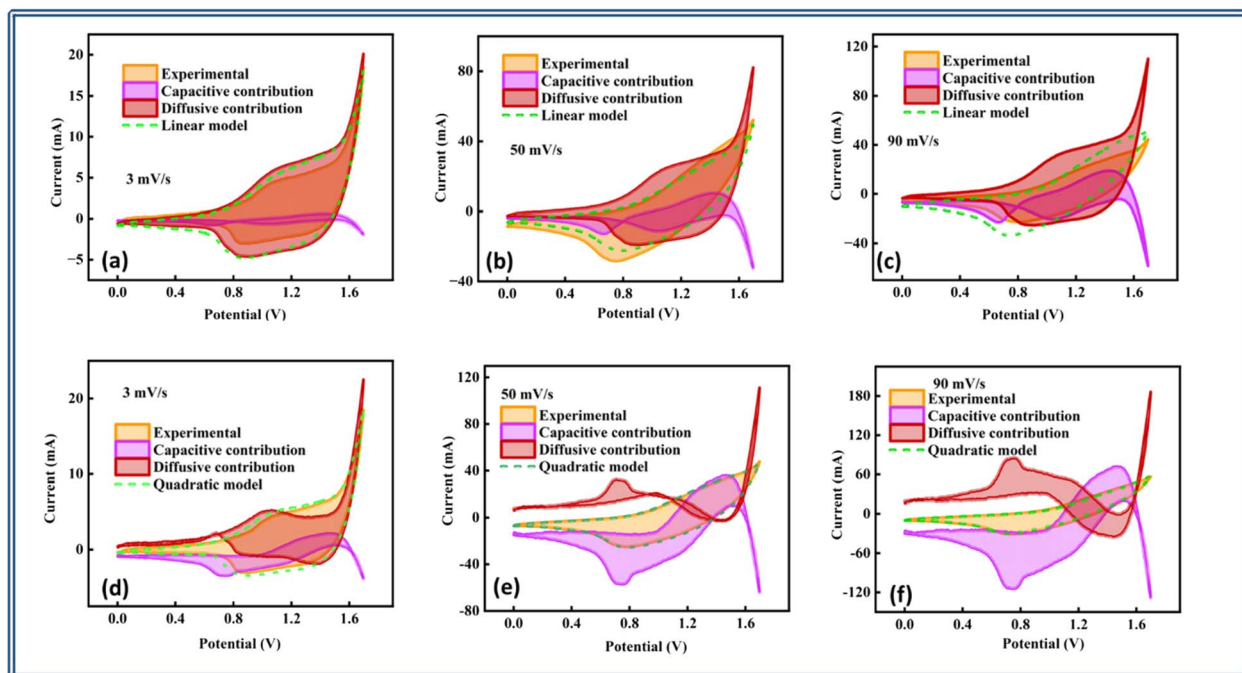 20
15
10
5
0
−5
Current (mA)
Experimental
Capacitive contribution
Diffusive contribution
Linear model
3 mV/s
(a)
0.0 0.4 0.8 1.2 1.6
Potential (V)
80
40
0
−40
Current (mA)
Experimental
Capacitive contribution
Diffusive contribution
Linear model
50 mV/s
(b)
0.0 0.4 0.8 1.2 1.6
Potential (V)
120
80
40
0
−40
Current (mA)
Experimental
Capacitive contribution
Diffusive contribution
Linear model
90 mV/s
(c)
0.0 0.4 0.8 1.2 1.6
Potential (V)
20
10
0
Current (mA)
3 mV/s
Experimental
Capacitive contribution
Diffusive contribution
Quadratic model
(d)
0.0 0.4 0.8 1.2 1.6
Potential (V)
120
80
40
0
-40
-80
Current (mA)
50 mV/s
Experimental
Capacitive contribution
Diffusive contribution
Quadratic model
(e)
0.0 0.4 0.8 1.2 1.6
Potential (V)
180
120
60
0
-60
-120
Current (mA)
90 mV/s
Experimental
Capacitive contribution
Diffusive contribution
Quadratic model
(f)
0.0 0.4 0.8 1.2 1.6
Potential (V)